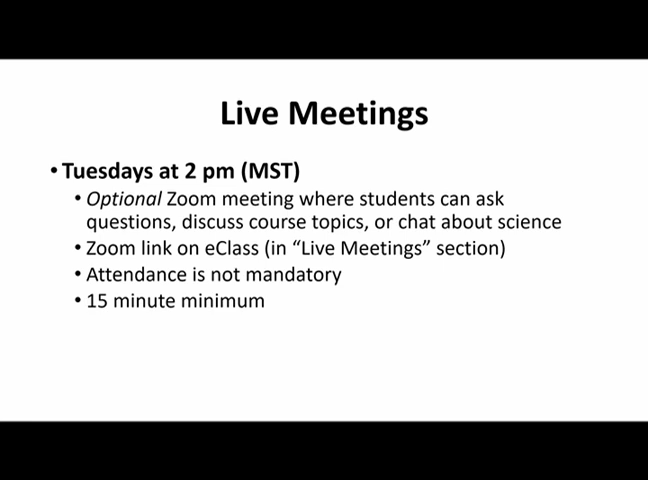 Live Meetings
• Tuesdays at 2 pm (MST)
• Optional Zoom meeting where students can ask
questions, discuss course topics, or chat about science
• Zoom link on eClass (in “Live Meetings” section)
• Attendance is not mandatory
• 15 minute minimum